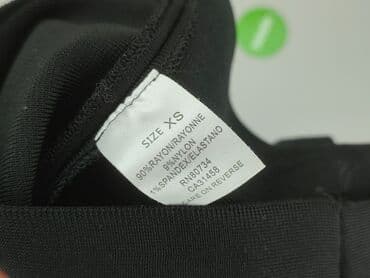 SIZE XS
90%RAYON/RAYONNE
9%NYLON
1%SPANDEX/ELASTANO
RN80734
CA31458
CARE ON REVERSE